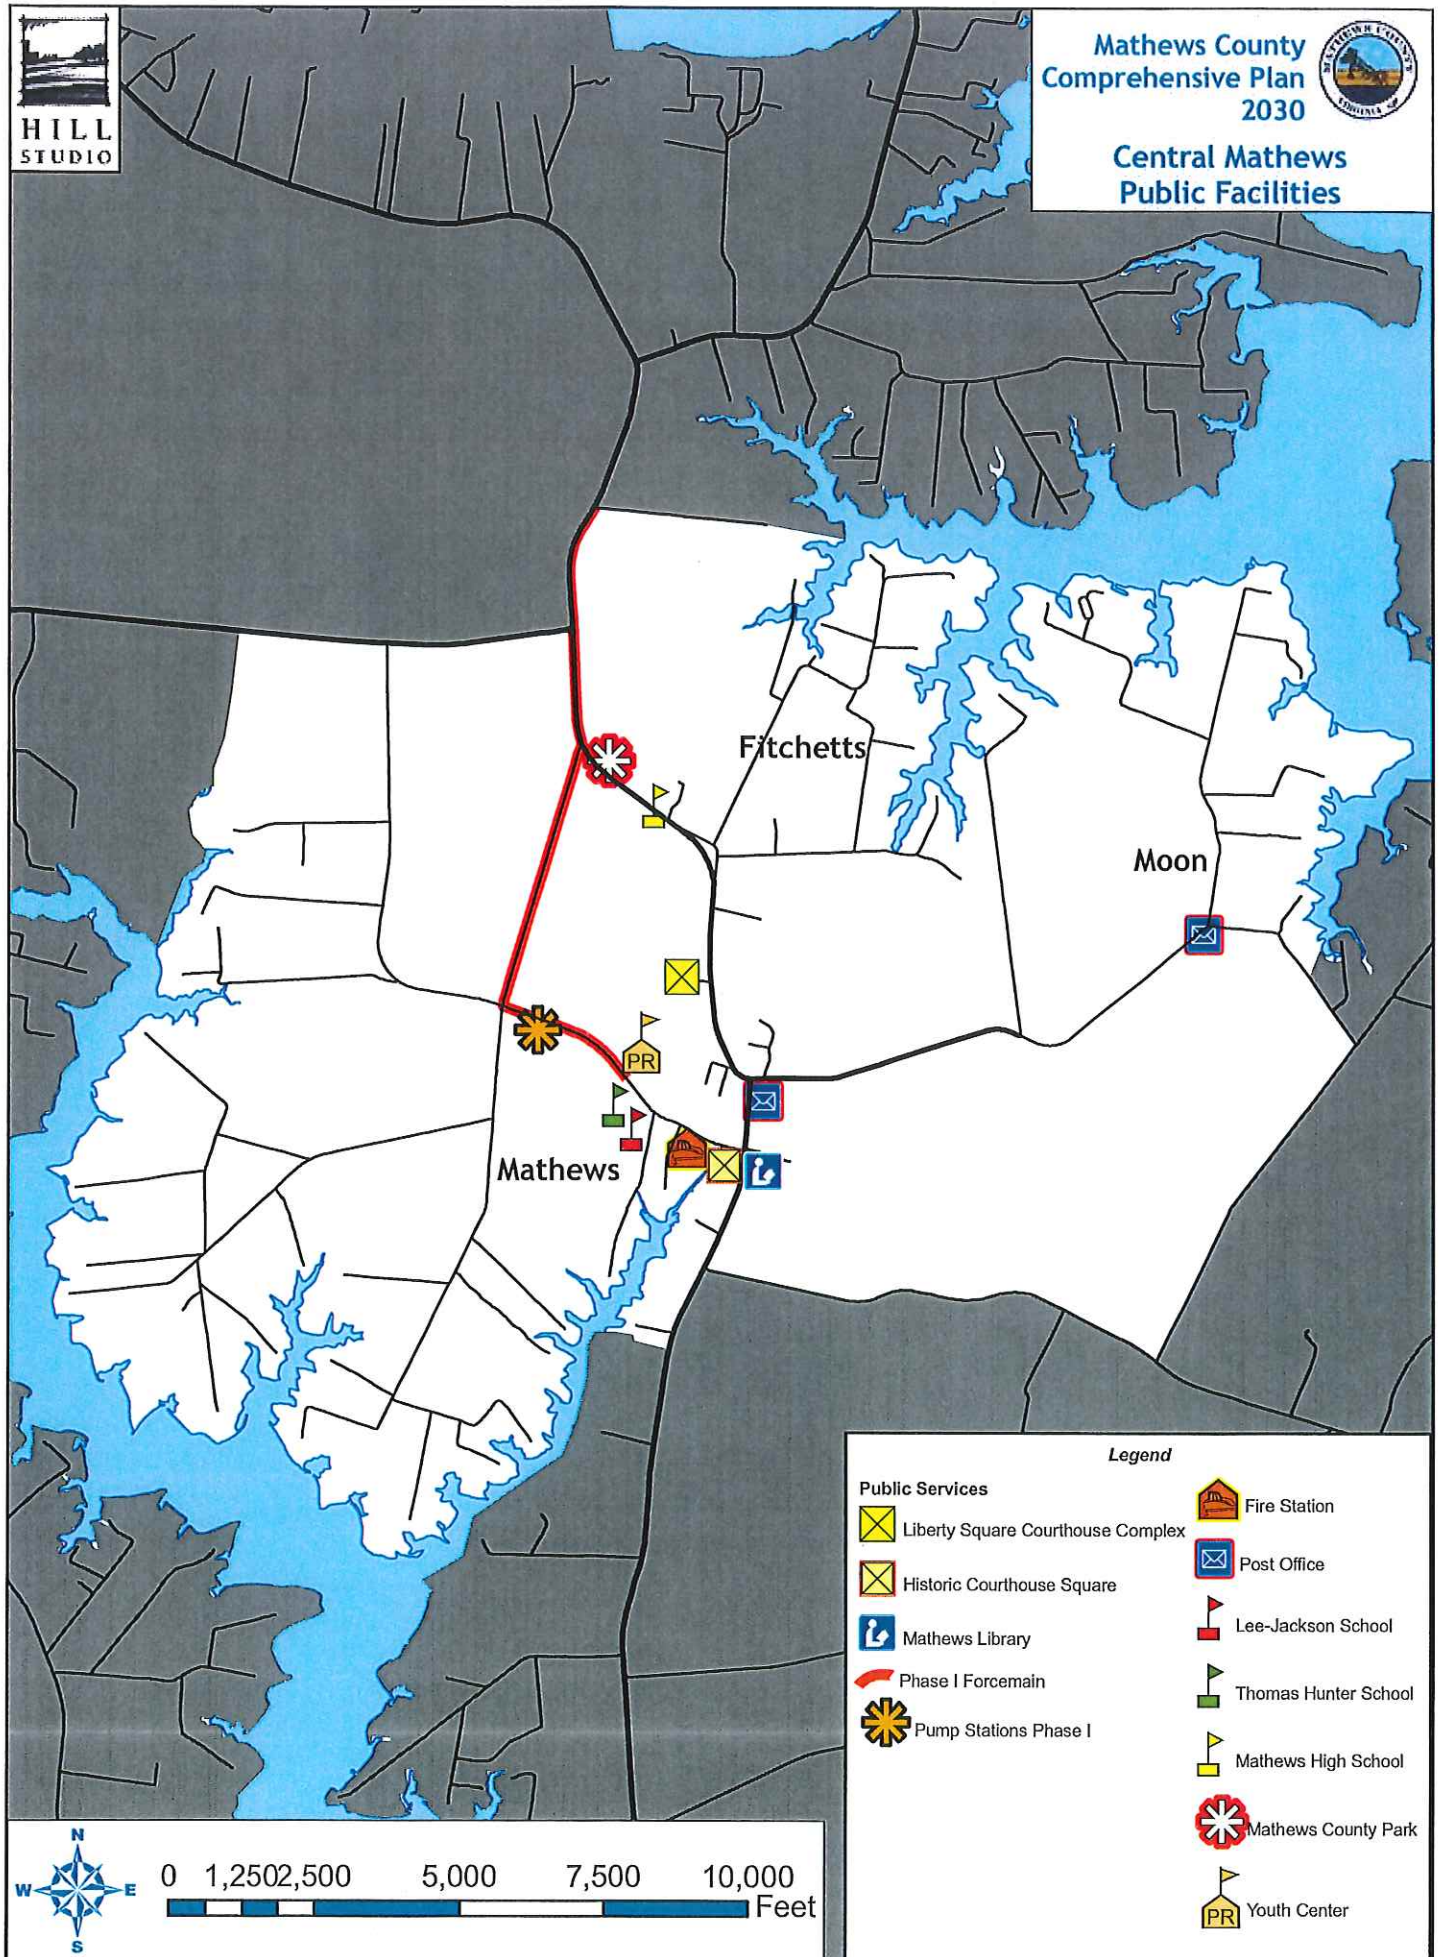 HILL
STUDIO
Mathews County
Comprehensive Plan
2030
Central Mathews
Public Facilities
MATHEWS COUNTY
Fitchetts
Moon
PR
Mathews
Legend
Public Services
Liberty Square Courthouse Complex
Historic Courthouse Square
Mathews Library
Phase I Forcemain
Pump Stations Phase I
Fire Station
Post Office
Lee-Jackson School
Thomas Hunter School
Mathews High School
Mathews County Park
PR Youth Center
N
W E
S
0 1,250 2,500 5,000 7,500 10,000
Feet